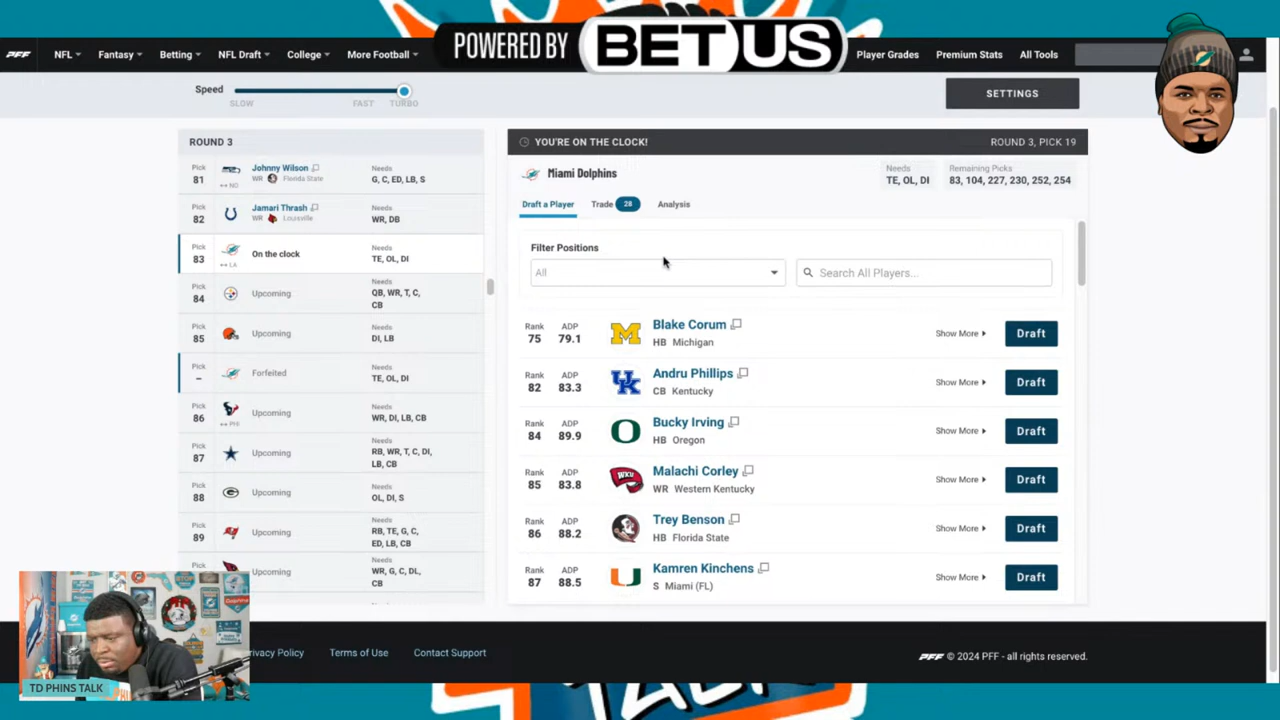 POWERED BY BET US
PFF NFL Fantasy Betting NFL Draft College More Football Player Grades Premium Stats All Tools
Speed
SLOW FAST TURBO
SETTINGS
ROUND 3
Pick 81 Johnny Wilson WR Florida State Needs G, C, ED, LB, S
↔ NO
Pick 82 Jamari Thrash WR Louisville Needs WR, DB
Pick 83 On the clock Needs TE, OL, DI
↔ LA
Pick 84 Upcoming Needs QB, WR, T, C, CB
Pick 85 Upcoming Needs DI, LB
Pick – Forfeited Needs TE, OL, DI
Pick 86 Upcoming Needs WR, DI, LB, CB
↔ PHI
Pick 87 Upcoming Needs RB, WR, T, C, DI, LB, CB
Pick 88 Upcoming Needs OL, DI, S
Pick 89 Upcoming Needs RB, TE, G, C, ED, LB, CB
Upcoming Needs WR, G, C, DL, CB
YOU'RE ON THE CLOCK! ROUND 3, PICK 19
Miami Dolphins
Needs
TE, OL, DI
Remaining Picks
83, 104, 227, 230, 252, 254
Draft a Player Trade 28 Analysis
Filter Positions
All
Search All Players...
Rank 75 ADP 79.1 Blake Corum HB Michigan Show More Draft
Rank 82 ADP 83.3 Andru Phillips CB Kentucky Show More Draft
Rank 84 ADP 89.9 Bucky Irving HB Oregon Show More Draft
Rank 85 ADP 83.8 Malachi Corley WR Western Kentucky Show More Draft
Rank 86 ADP 88.2 Trey Benson HB Florida State Show More Draft
Rank 87 ADP 88.5 Kamren Kinchens S Miami (FL) Show More Draft
rivacy Policy Terms of Use Contact Support
PFF © 2024 PFF - all rights reserved.
TD PHINS TALK
TALK